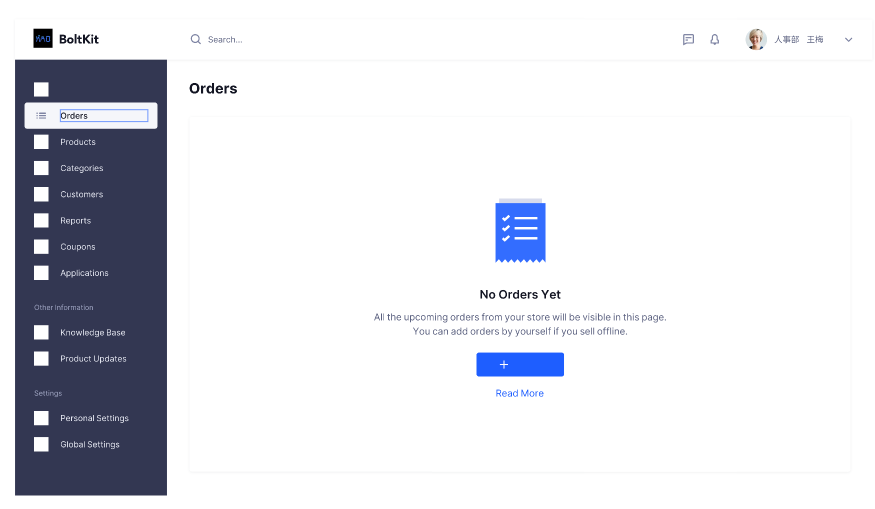 BoltKit
Search...
人事部 王梅
Orders
Products
Categories
Customers
Reports
Coupons
Applications
Other Information
Knowledge Base
Product Updates
Settings
Personal Settings
Global Settings
Orders
No Orders Yet
All the upcoming orders from your store will be visible in this page.
You can add orders by yourself if you sell offline.
Read More